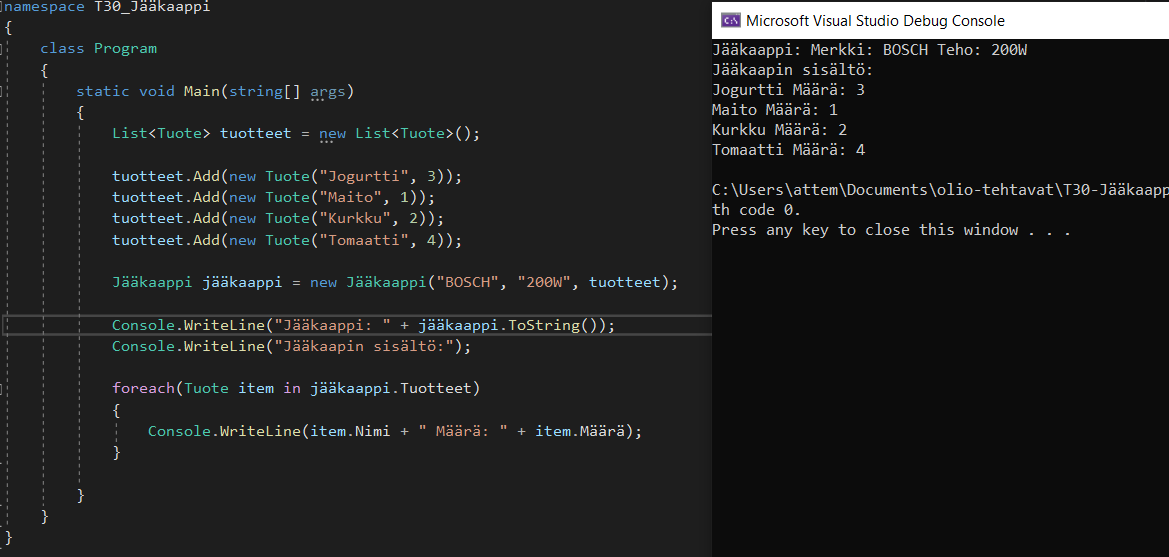 namespace T30_Jääkaappi
{
class Program
{
static void Main(string[] args)
{
List<Tuote> tuotteet = new List<Tuote>();
tuotteet.Add(new Tuote("Jogurtti", 3));
tuotteet.Add(new Tuote("Maito", 1));
tuotteet.Add(new Tuote("Kurkku", 2));
tuotteet.Add(new Tuote("Tomaatti", 4));
Jääkaappi jääkaappi = new Jääkaappi("BOSCH", "200W", tuotteet);
Console.WriteLine("Jääkaappi: " + jääkaappi.ToString());
Console.WriteLine("Jääkaapin sisältö:");
foreach(Tuote item in jääkaappi.Tuotteet)
{
Console.WriteLine(item.Nimi + " Määrä: " + item.Määrä);
}
}
}
}
C:\ Microsoft Visual Studio Debug Console
Jääkaappi: Merkki: BOSCH Teho: 200W
Jääkaapin sisältö:
Jogurtti Määrä: 3
Maito Määrä: 1
Kurkku Määrä: 2
Tomaatti Määrä: 4
C:\Users\attem\Documents\olio-tehtavat\T30-Jääkaapp
th code 0.
Press any key to close this window . . .